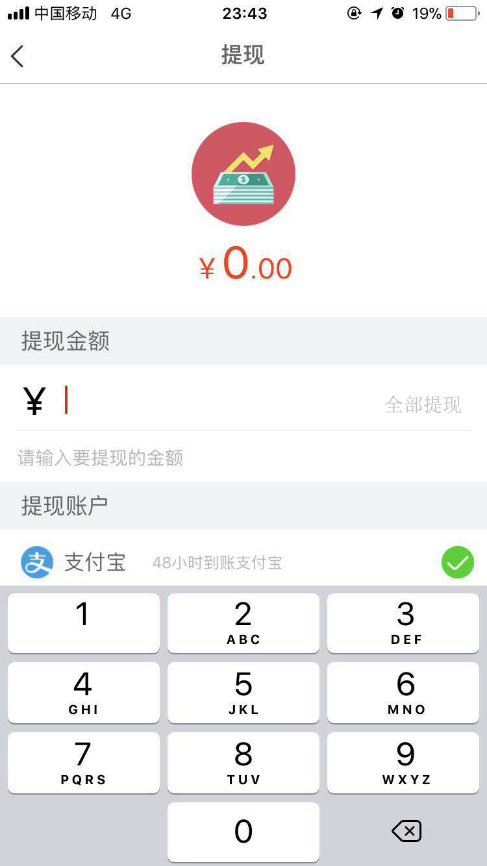 中国移动 4G 23:43 19%
提现
¥0.00
提现金额
¥ 全部提现
请输入要提现的金额
提现账户
支 支付宝 48小时到账支付宝
1 2 3
ABC DEF
4 5 6
GHI JKL MNO
7 8 9
PQRS TUV WXYZ
0